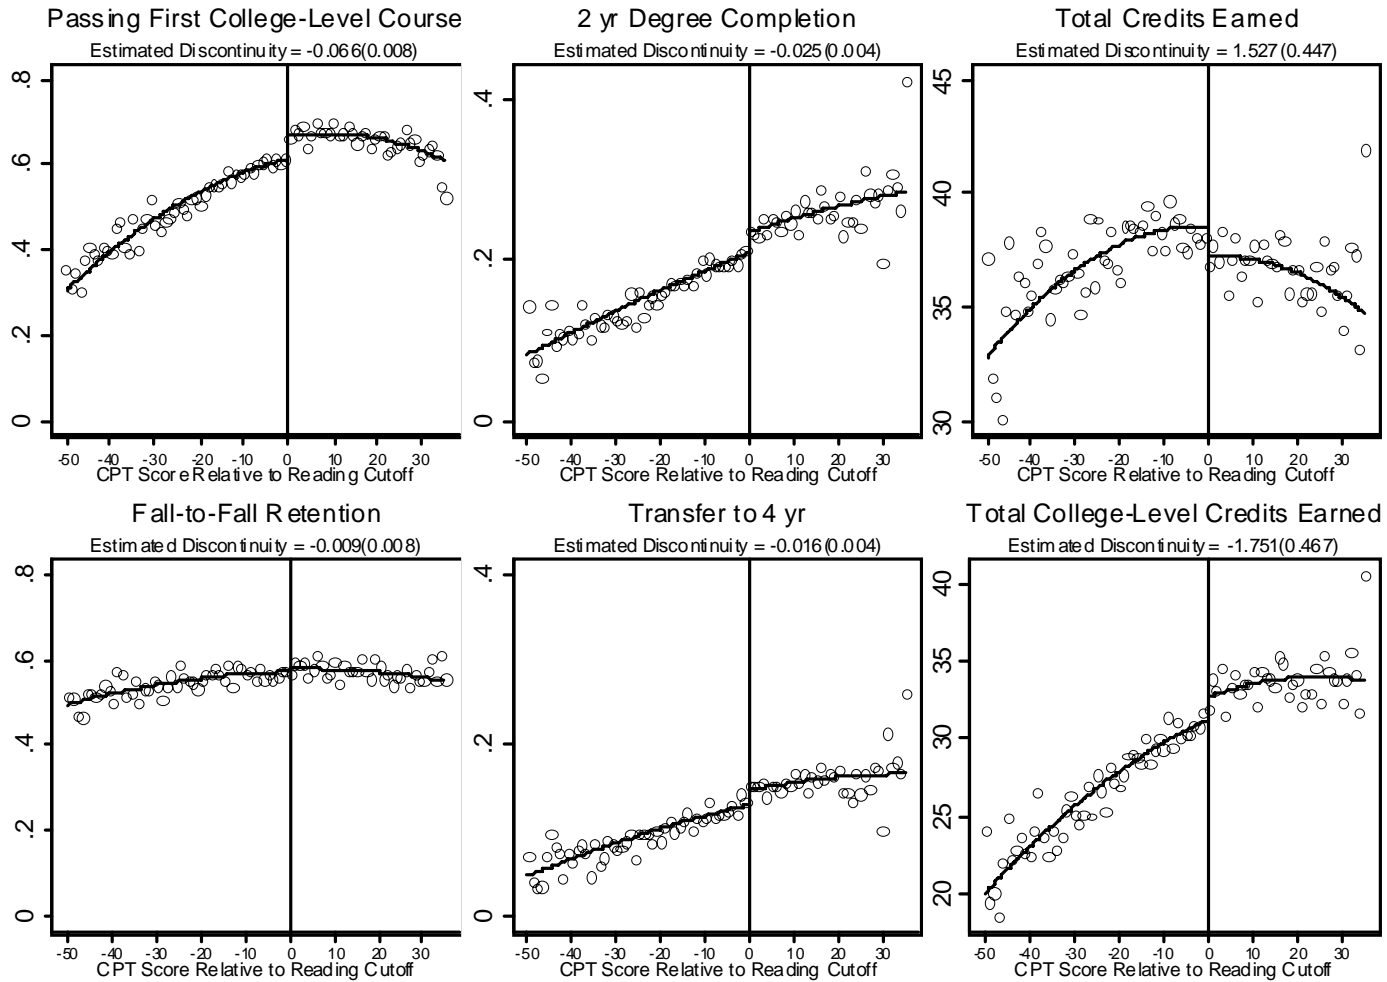 Passing First College-Level Course
Estimated Discontinuity = -0.066(0.008)
.8
.6
.4
.2
0
-50 -40 -30 -20 -10 0 10 20 30
CPT Score Relative to Reading Cutoff
2 yr Degree Completion
Estimated Discontinuity = -0.025(0.004)
.4
.2
0
-50 -40 -30 -20 -10 0 10 20 30
CPT Score Relative to Reading Cutoff
Total Credits Earned
Estimated Discontinuity = 1.527(0.447)
45
40
35
30
-50 -40 -30 -20 -10 0 10 20 30
CPT Score Relative to Reading Cutoff
Fall-to-Fall Retention
Estimated Discontinuity = -0.009(0.008)
.8
.6
.4
.2
0
-50 -40 -30 -20 -10 0 10 20 30
CPT Score Relative to Reading Cutoff
Transfer to 4 yr
Estimated Discontinuity = -0.016(0.004)
.4
.2
0
-50 -40 -30 -20 -10 0 10 20 30
CPT Score Relative to Reading Cutoff
Total College-Level Credits Earned
Estimated Discontinuity = -1.751(0.467)
40
35
30
25
20
-50 -40 -30 -20 -10 0 10 20 30
CPT Score Relative to Reading Cutoff